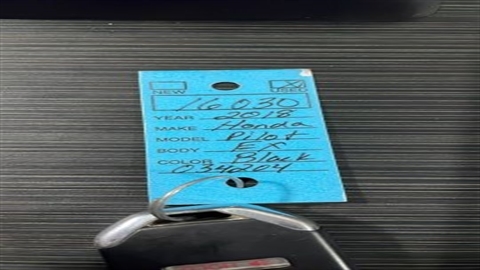 NEW USED
16030
YEAR 2018
MAKE Honda
MODEL Pilot
BODY EX
COLOR Black
034204